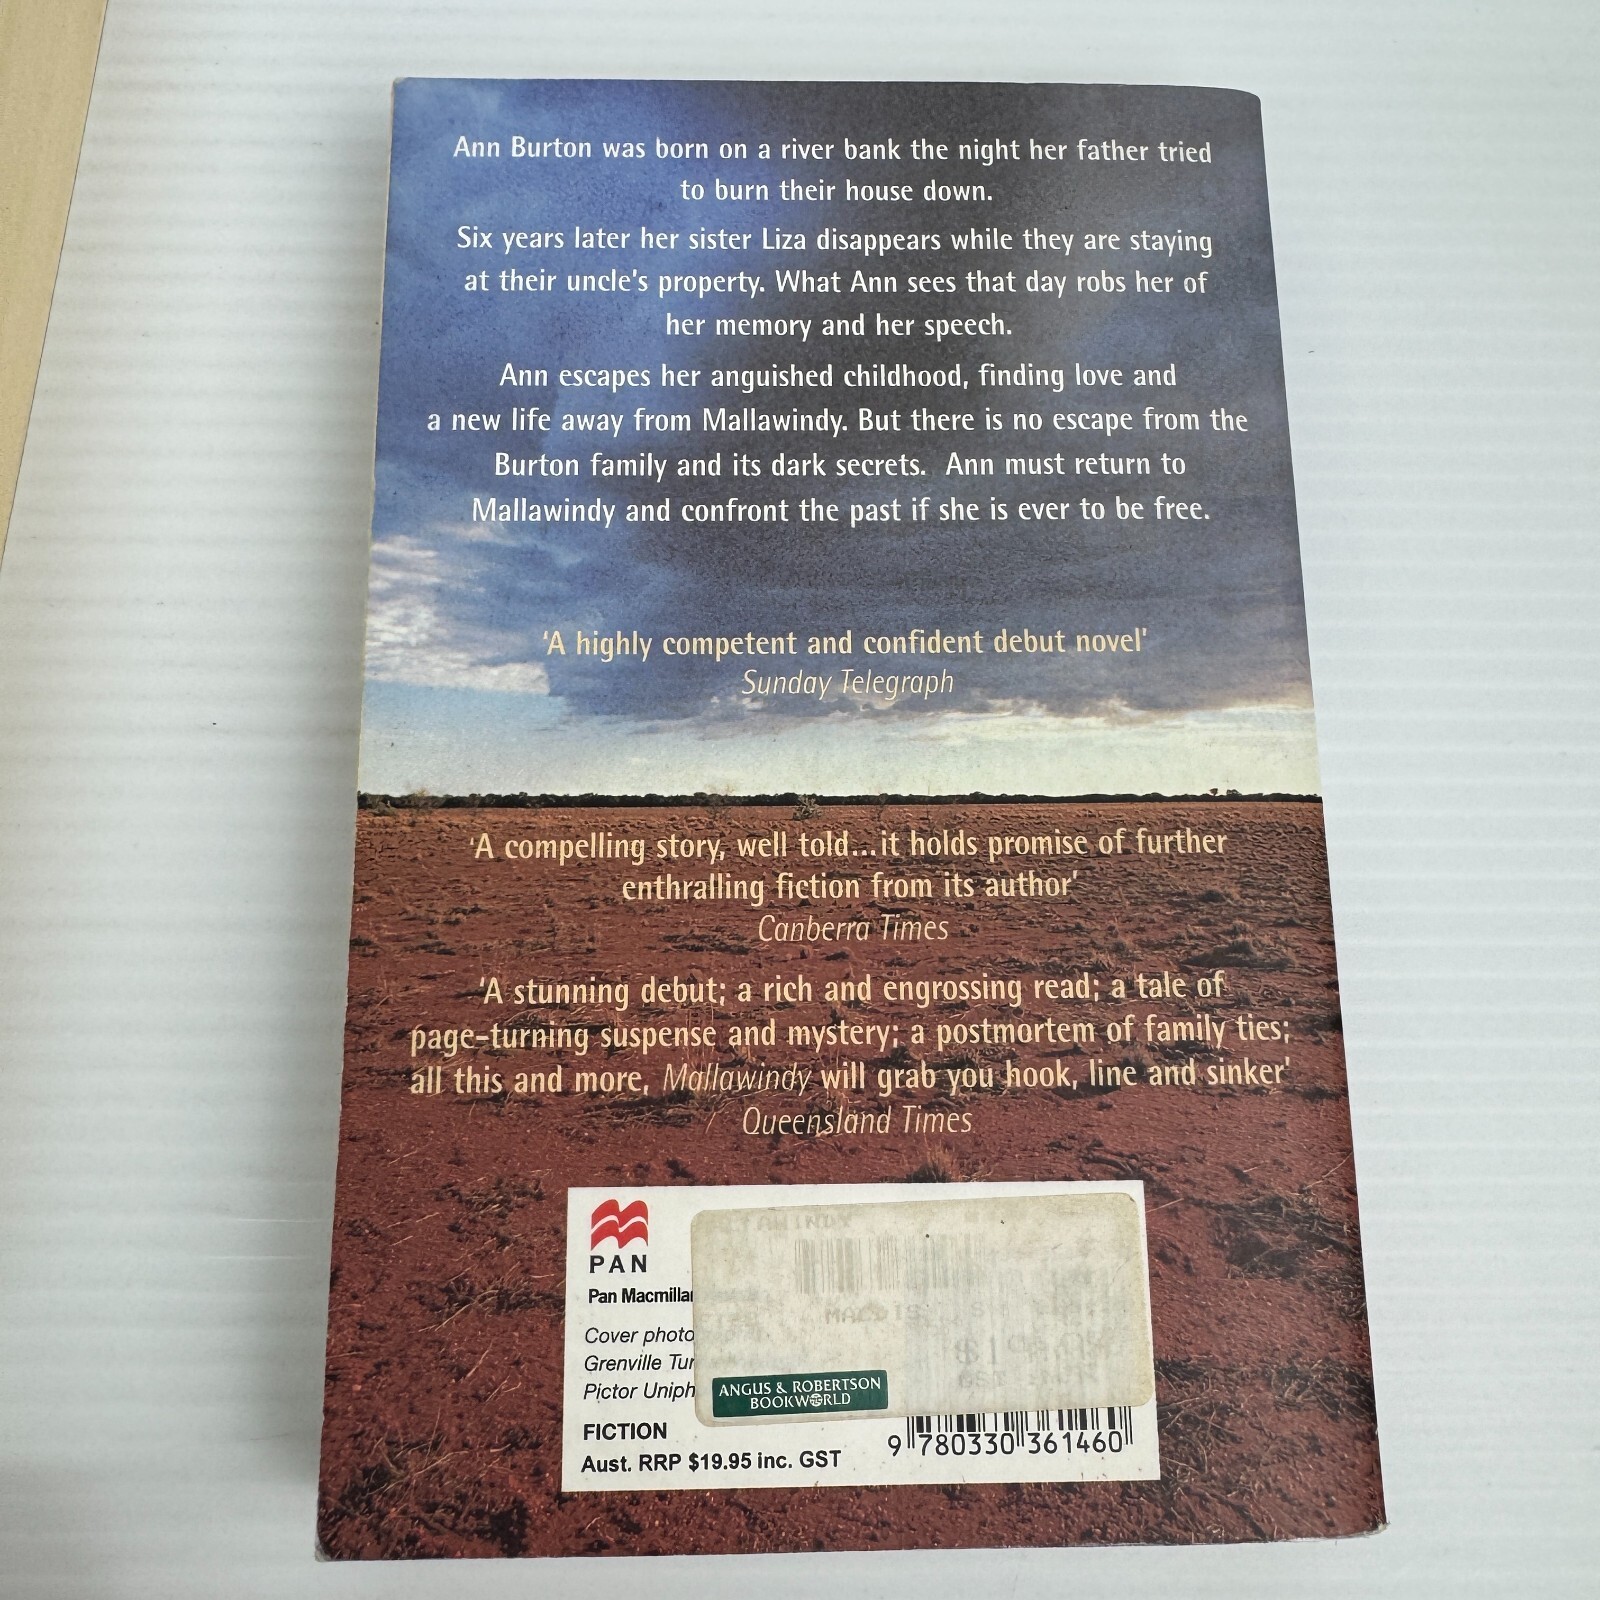 Ann Burton was born on a river bank the night her father tried
to burn their house down.
Six years later her sister Liza disappears while they are staying
at their uncle's property. What Ann sees that day robs her of
her memory and her speech.
Ann escapes her anguished childhood, finding love and
a new life away from Mallawindy. But there is no escape from the
Burton family and its dark secrets. Ann must return to
Mallawindy and confront the past if she is ever to be free.
'A highly competent and confident debut novel'
Sunday Telegraph
'A compelling story, well told...it holds promise of further
enthralling fiction from its author'
Canberra Times
'A stunning debut; a rich and engrossing read; a tale of
page-turning suspense and mystery; a postmortem of family ties;
all this and more, Mallawindy will grab you hook, line and sinker'
Queensland Times
PAN
Pan Macmilla
Cover photo
Grenville Tur
Pictor Uniph
ANGUS & ROBERTSON
BOOKWORLD
FICTION
Aust. RRP $19.95 inc. GST
9 780330 361460